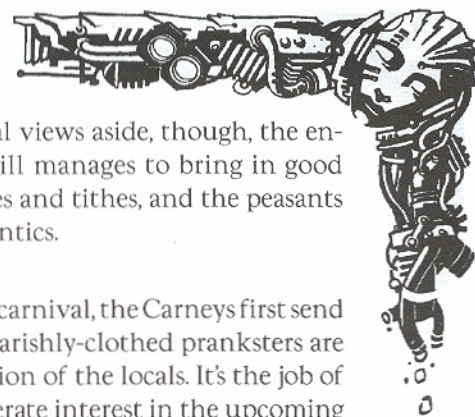 al views aside, though, the en-
ill manages to bring in good
es and tithes, and the peasants
ntics.
carnival, the Carneys first send
arishly-clothed pranksters are
ion of the locals. It's the job of
erate interest in the upcoming